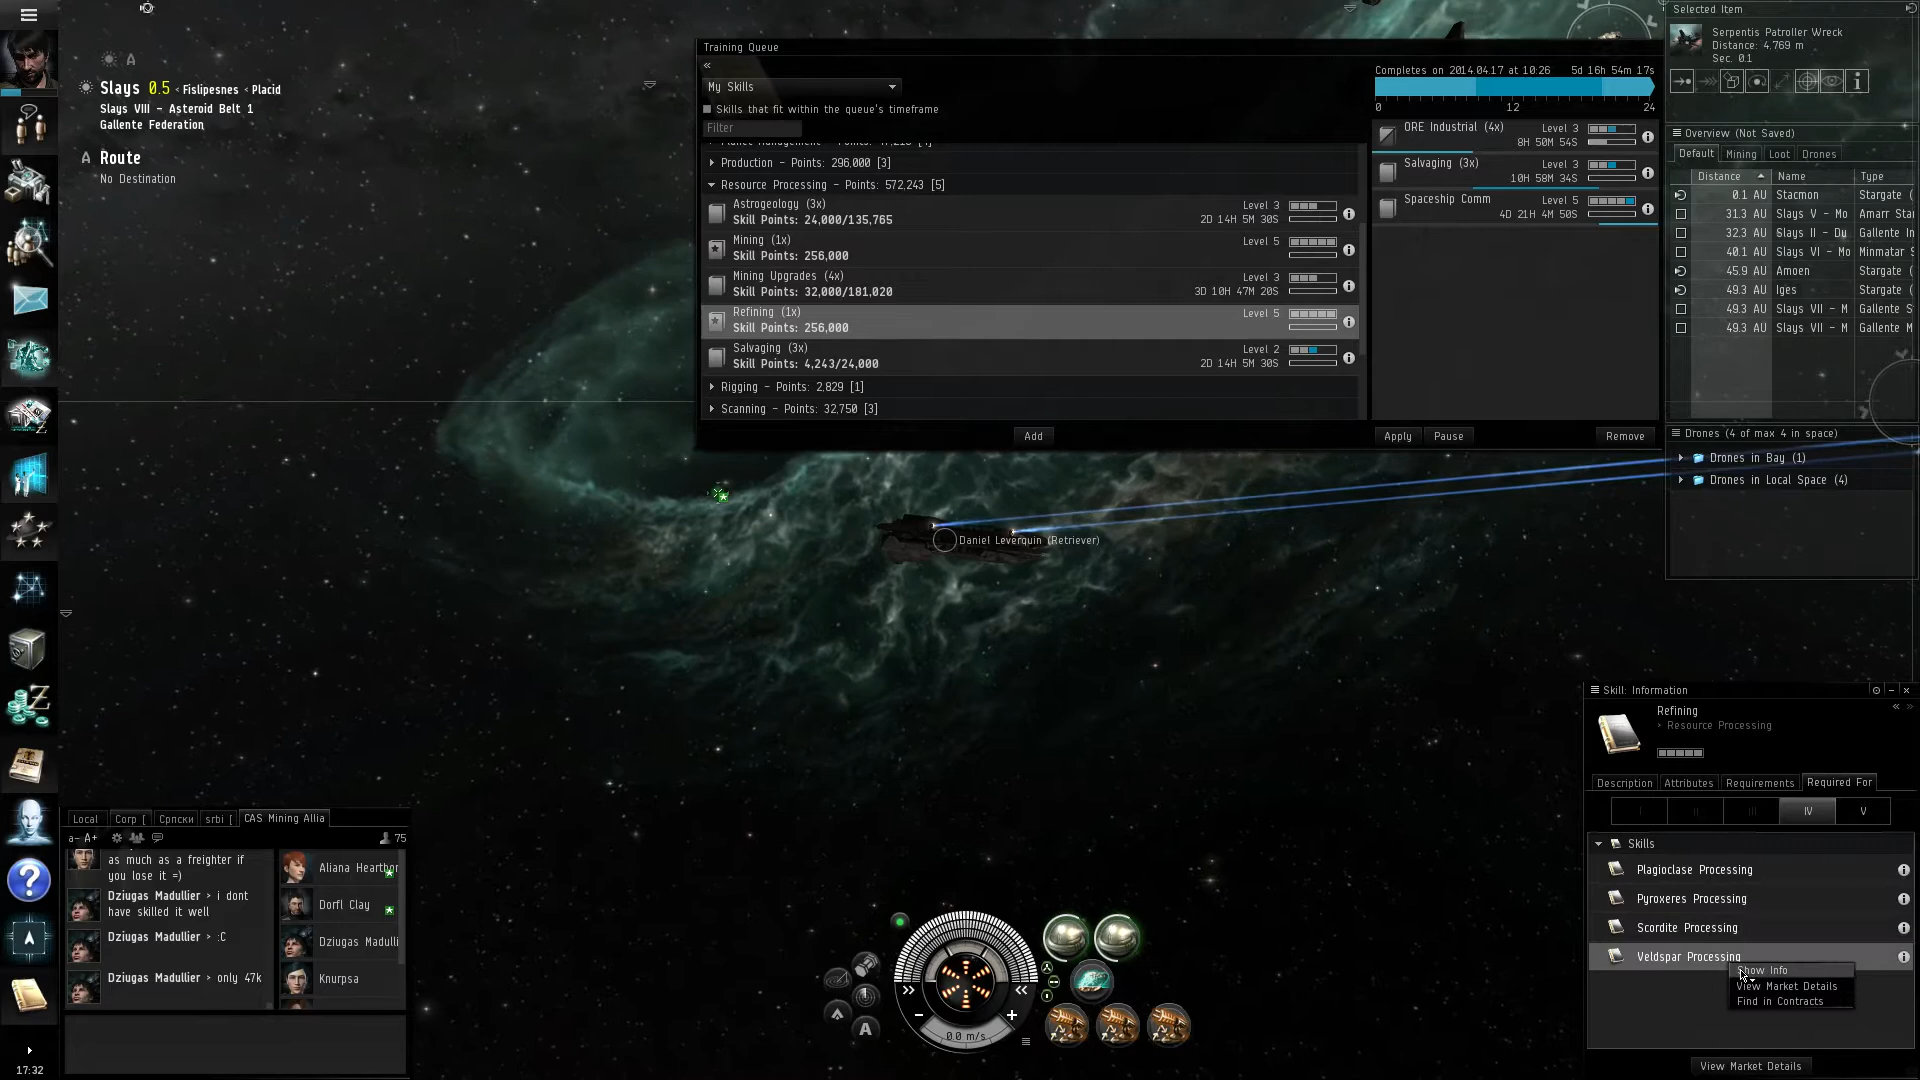 A
Slays 0.5 < Fislipesnes < Placid
Slays VIII - Asteroid Belt 1
Gallente Federation
A Route
No Destination
Training Queue
«
My Skills
Skills that fit within the queue's timeframe
Filter
Production - Points: 296,000 [3]
Resource Processing - Points: 572,243 [5]
Astrogeology (3x)
Skill Points: 24,000/135,765
Level 3
2D 14H 5M 30S
Mining (1x)
Skill Points: 256,000
Level 5
Mining Upgrades (4x)
Skill Points: 32,000/181,020
Level 3
3D 10H 47M 20S
Refining (1x)
Skill Points: 256,000
Level 5
Salvaging (3x)
Skill Points: 4,243/24,000
Level 2
2D 14H 5M 30S
Rigging - Points: 2,829 [1]
Scanning - Points: 32,750 [3]
Add
Completes on 2014.04.17 at 10:26 5d 16h 54m 17s
0 12 24
ORE Industrial (4x) Level 3
8H 50M 54S
Salvaging (3x) Level 3
10H 58M 34S
Spaceship Comm Level 5
4D 21H 4M 50S
Apply Pause Remove
Selected Item
Serpentis Patroller Wreck
Distance: 4.769 m
Sec. 0.1
Overview (Not Saved)
Default Mining Loot Drones
Distance Name Type
0.1 AU Stacmon Stargate (
31.3 AU Slays V - Mo Amarr Sta
32.3 AU Slays II - Du Gallente In
40.1 AU Slays VI - Mo Minmatar S
45.9 AU Amoen Stargate (
49.3 AU Iges Stargate (
49.3 AU Slays VII - M Gallente S
49.3 AU Slays VII - M Gallente M
Drones (4 of max 4 in space)
Drones in Bay (1)
Drones in Local Space (4)
Daniel Leverquin (Retriever)
Skill: Information
Refining
> Resource Processing
Description Attributes Requirements Required For
I II III IV V
Skills
Plagioclase Processing
Pyroxeres Processing
Scordite Processing
Veldspar Processing
Show Info
View Market Details
Find in Contracts
View Market Details
Local Corp [ Српски srbi [ CAS Mining Allia
a- A+ 75
as much as a freighter if
you lose it =)
Dziugas Madullier > i dont
have skilled it well
Dziugas Madullier > :C
Dziugas Madullier > only 47k
Aliana Hearthor
Dorfl Clay
Dziugas Madulli
Knurpsa
0.0 m/s
A
17:32